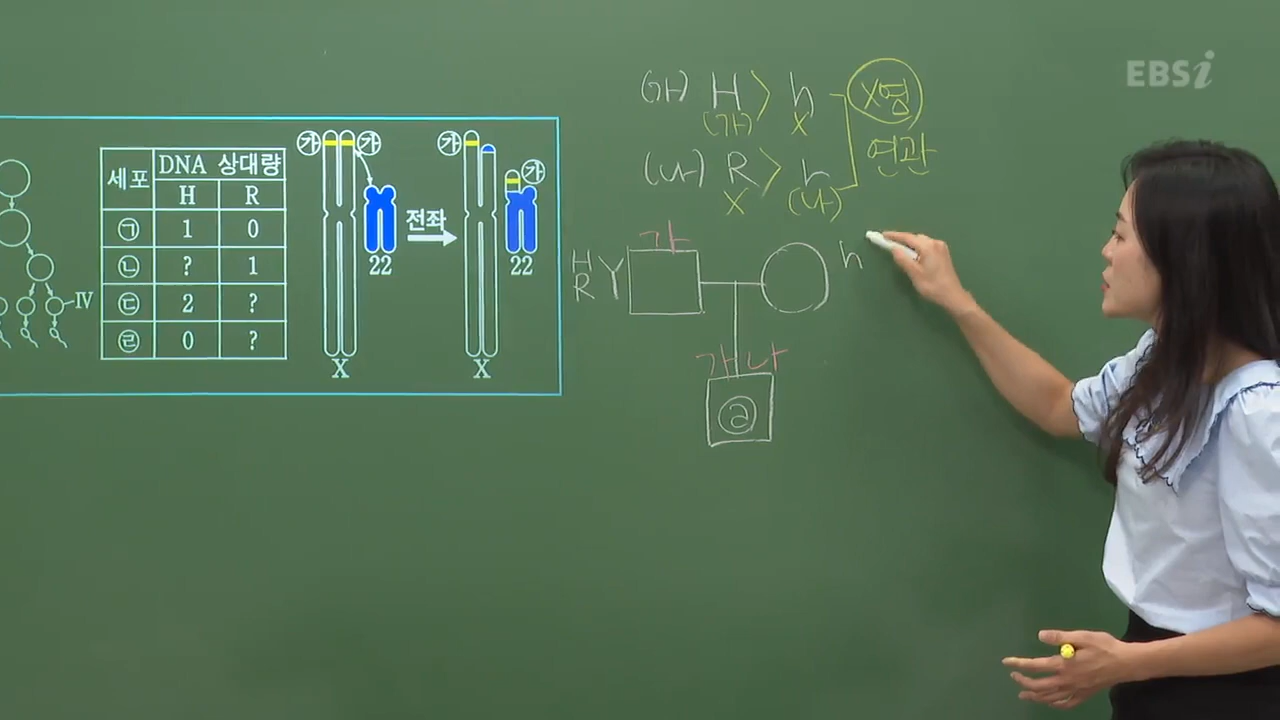 EBSi
세포 DNA 상대량
H R
㉠ 1 0
㉡ ? 1
㉢ 2 ?
㉣ 0 ?
Ⅳ
가 가 가 가
전좌
22 22
X X
(가) H > h X염
(가) X 연관
(나) R > r
X (나)
가
H
R Y
h
가 나
ⓐ